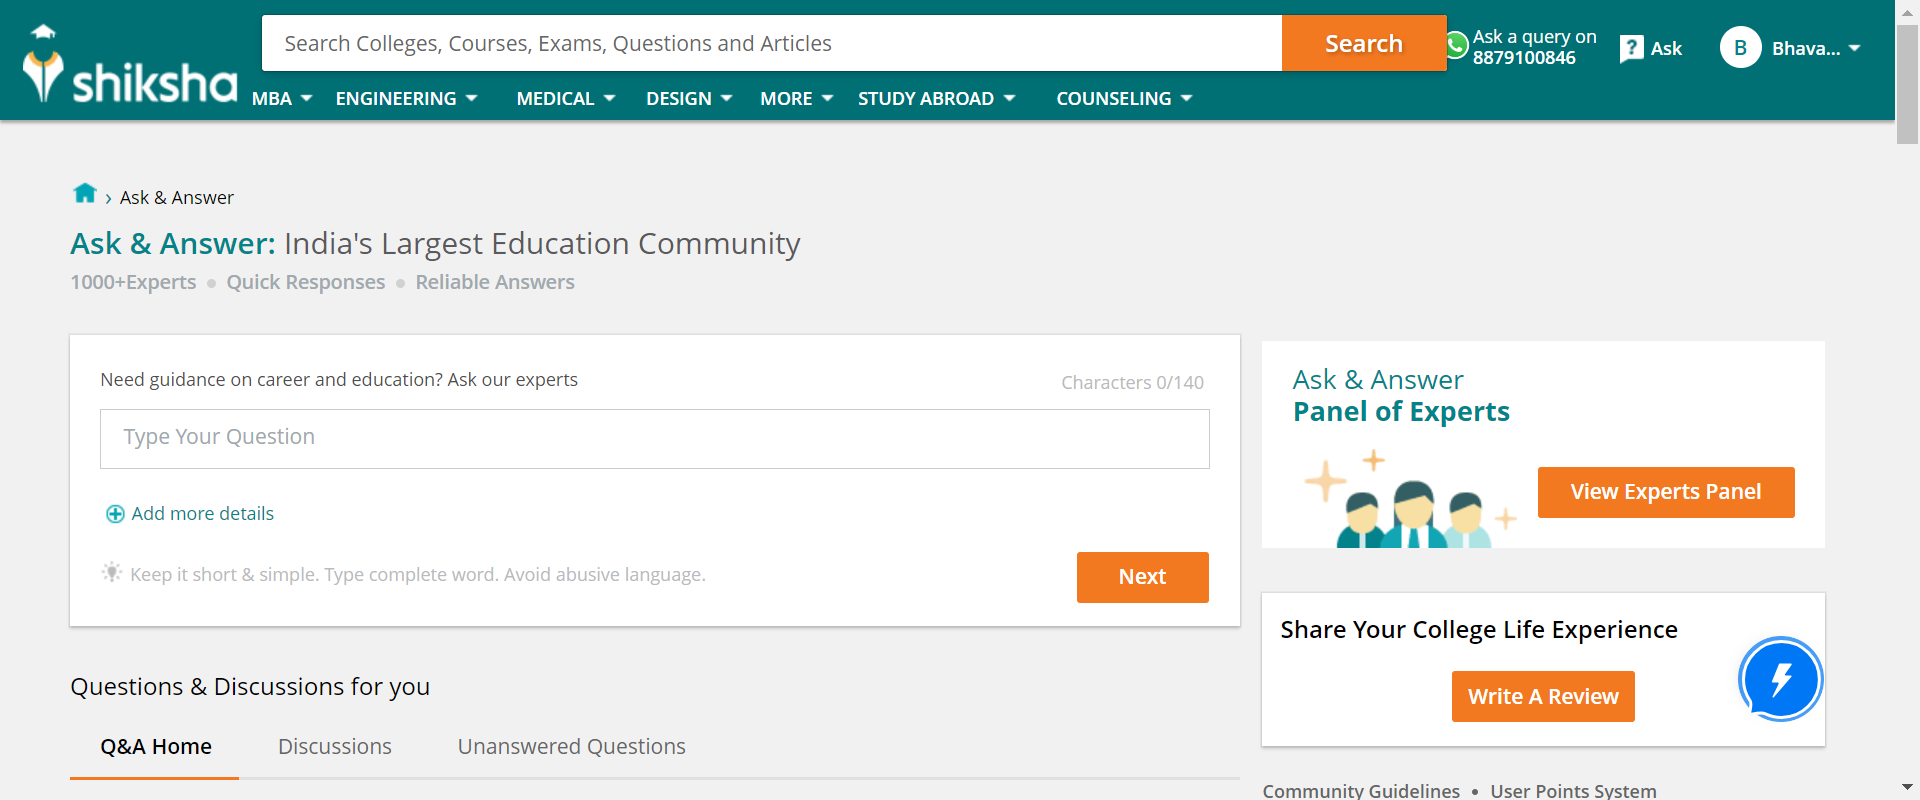 shiksha
Search Colleges, Courses, Exams, Questions and Articles
Search
Ask a query on
8879100846
? Ask
B
Bhava...
MBA
ENGINEERING
MEDICAL
DESIGN
MORE
STUDY ABROAD
COUNSELING
› Ask & Answer
Ask & Answer: India's Largest Education Community
1000+Experts • Quick Responses • Reliable Answers
Need guidance on career and education? Ask our experts
Characters 0/140
Type Your Question
Add more details
Keep it short & simple. Type complete word. Avoid abusive language.
Next
Ask & Answer
Panel of Experts
View Experts Panel
Share Your College Life Experience
Write A Review
Questions & Discussions for you
Q&A Home
Discussions
Unanswered Questions
Community Guidelines • User Points System